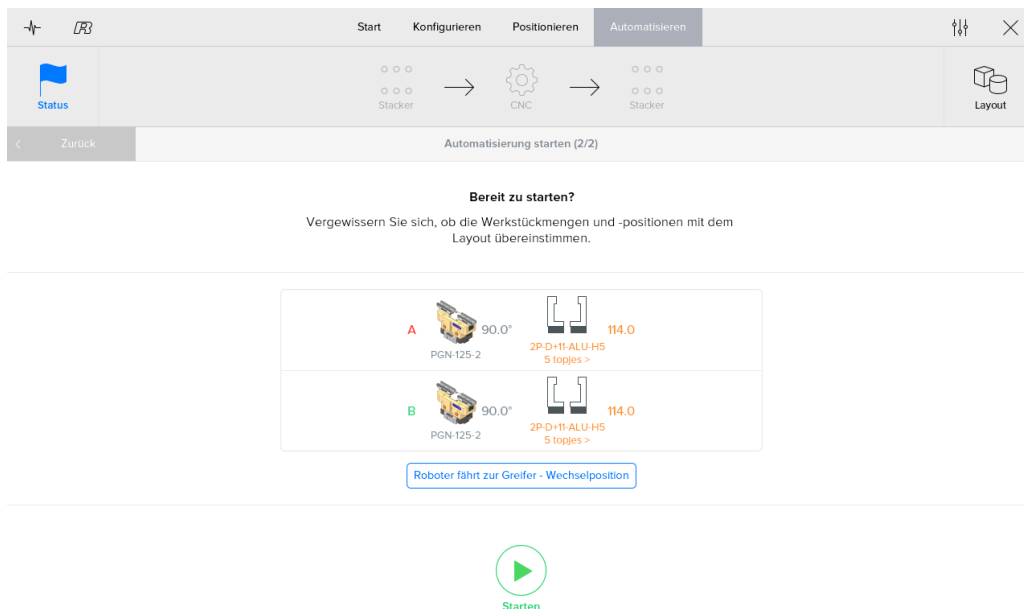 Start
Konfigurieren
Positionieren
Automatisieren
Status
Stacker
CNC
Stacker
Layout
Zurück
Automatisierung starten (2/2)
Bereit zu starten?
Vergewissern Sie sich, ob die Werkstückmengen und -positionen mit dem
Layout übereinstimmen.
A
90.0°
114.0
PGN-125-2
2P-D+11-ALU-H5
5 topjes >
B
90.0°
114.0
PGN-125-2
2P-D+11-ALU-H5
5 topjes >
Roboter fährt zur Greifer - Wechselposition
Starten